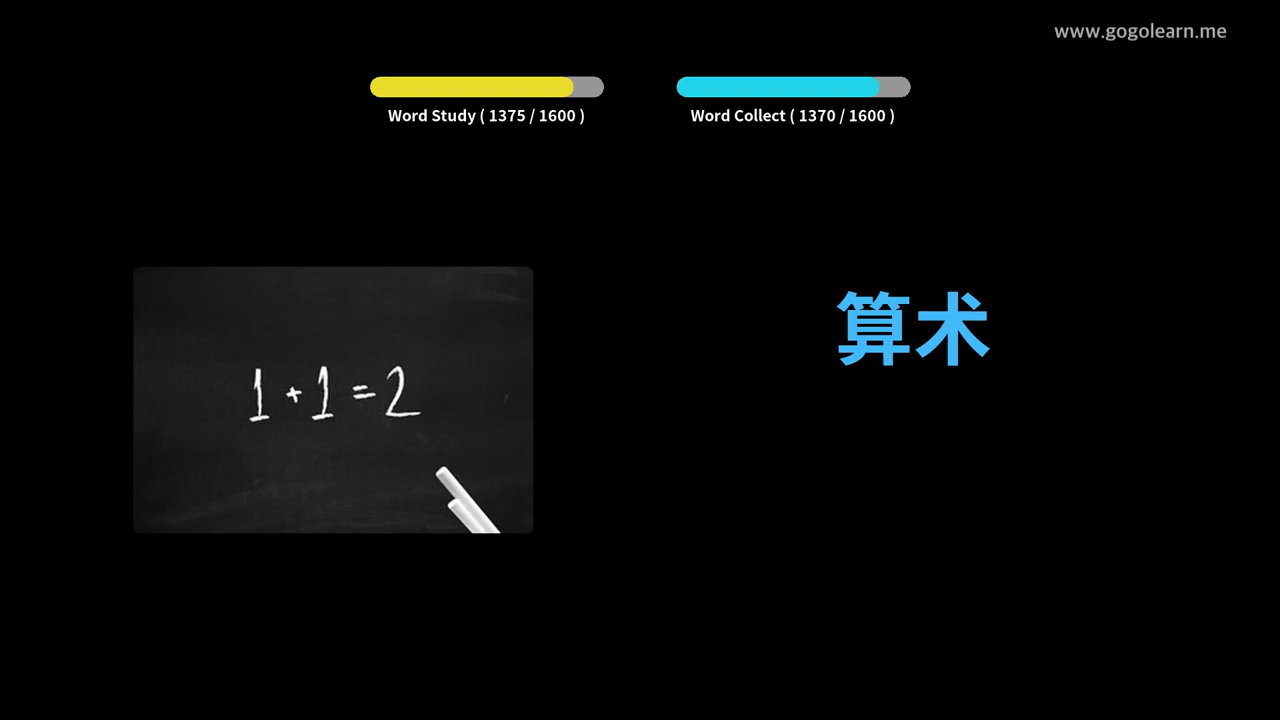 www.gogolearn.me
Word Study ( 1375 / 1600 )
Word Collect ( 1370 / 1600 )
算术
1 + 1 = 2